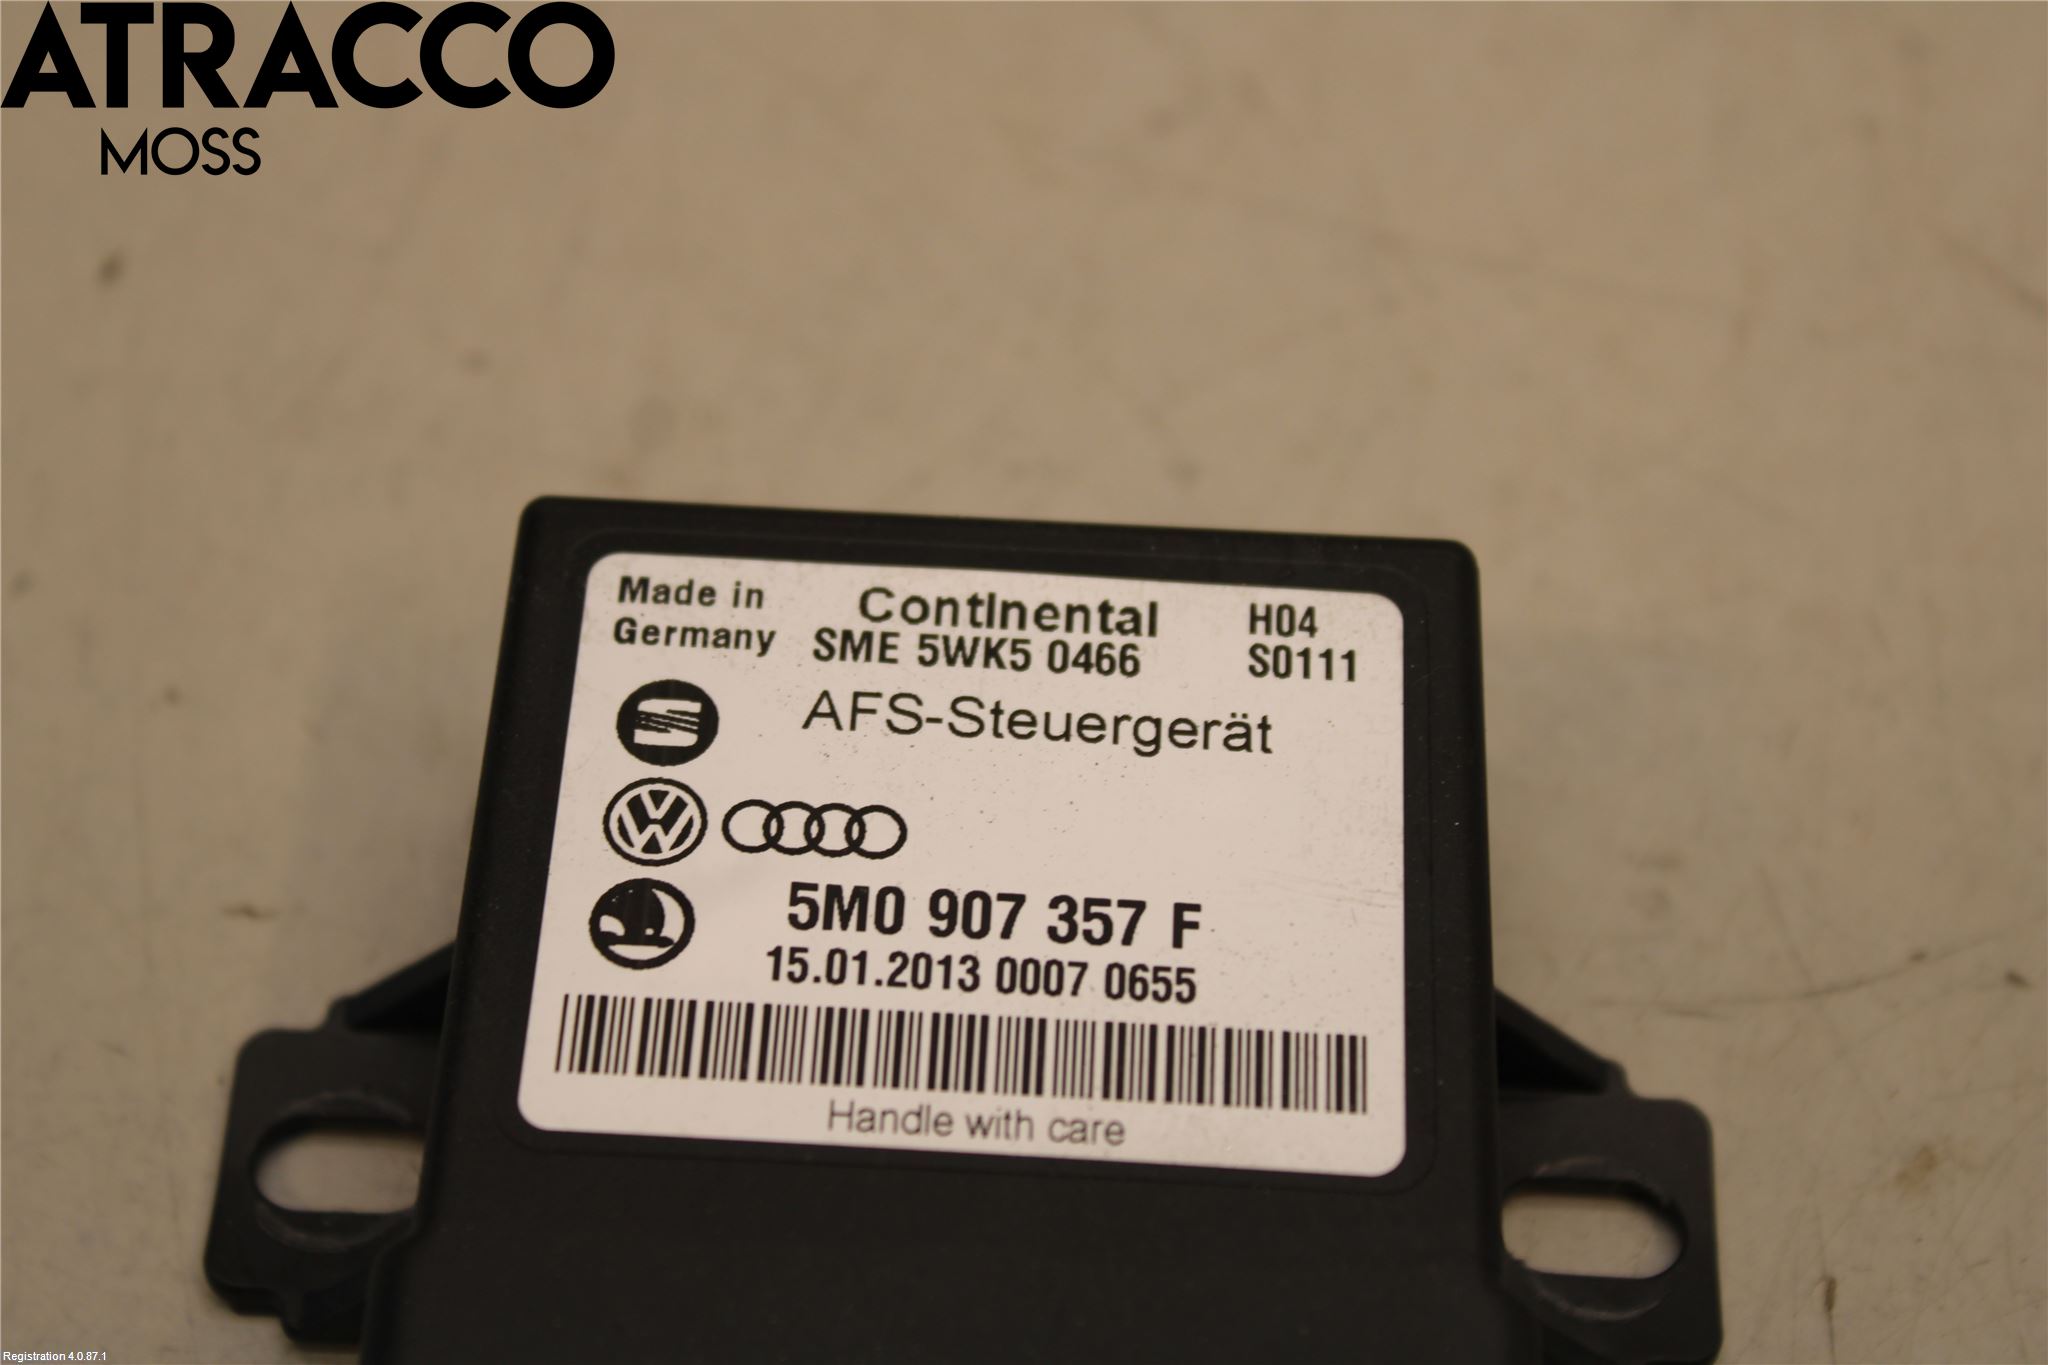 ATRACCO
MOSS
Made in
Germany
Continental
SME 5WK5 0466
H04
S0111
AFS-Steuergerät
5M0 907 357 F
15.01.2013 0007 0655
Handle with care
Registration 4.0.87.1